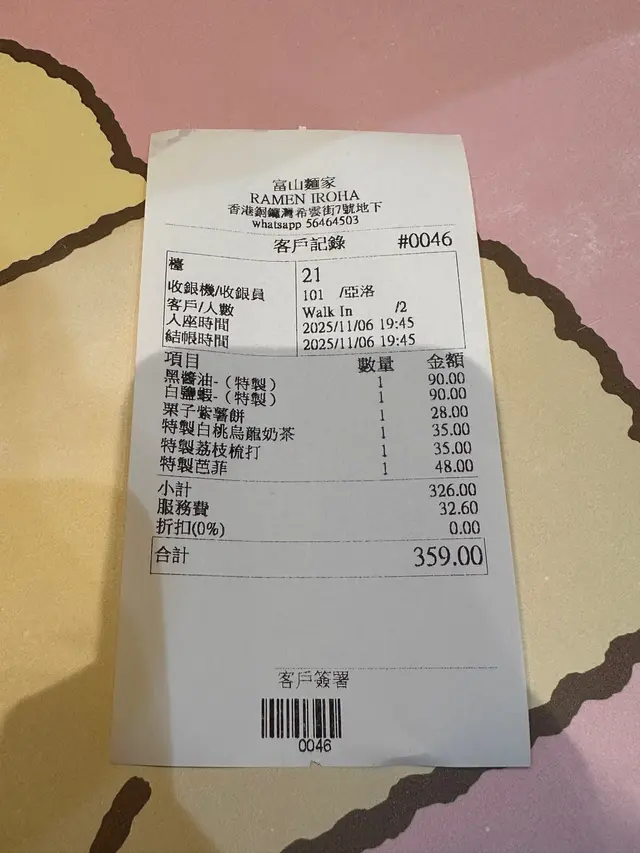 富山麵家
RAMEN IROHA
香港銅鑼灣希雲街7號地下
whatsapp 56464503
客戶記錄 #0046
檯 21
收銀機/收銀員 101 /亞洛
客戶/人數 Walk In /2
入座時間 2025/11/06 19:45
結帳時間 2025/11/06 19:45
項目 數量 金額
黑醬油-（特製） 1 90.00
白鹽蝦-（特製） 1 90.00
栗子紫薯餅 1 28.00
特製白桃烏龍奶茶 1 35.00
特製荔枝梳打 1 35.00
特製芭菲 1 48.00
小計 326.00
服務費 32.60
折扣(0%) 0.00
合計 359.00
客戶簽署
0046